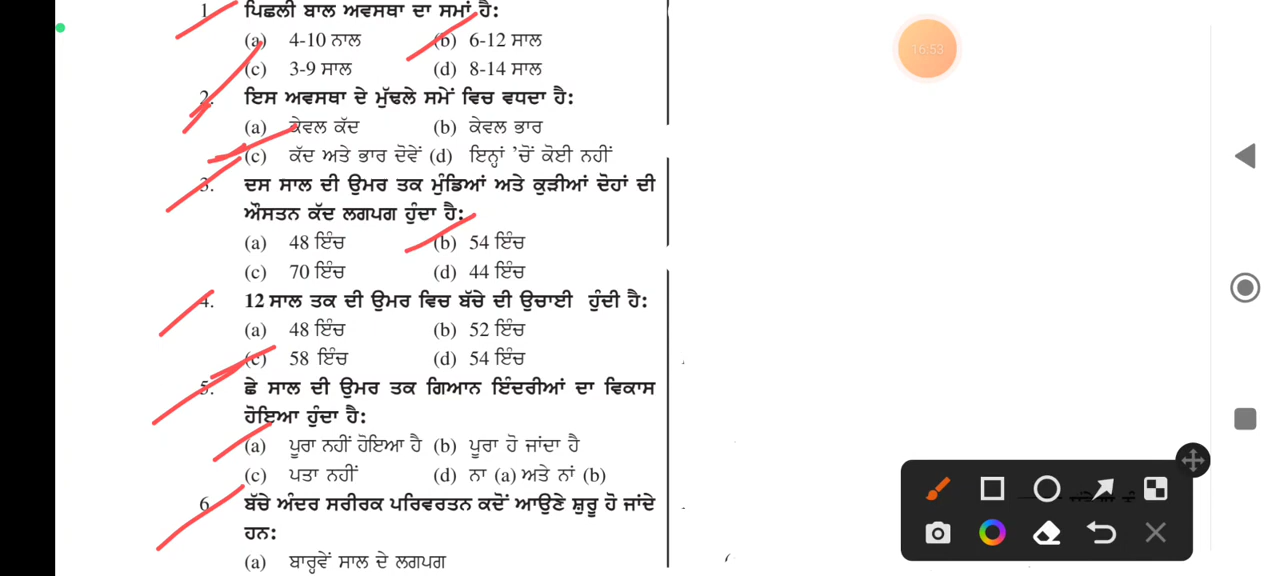 1 ਪਿਛਲੀ ਬਾਲ ਅਵਸਥਾ ਦਾ ਸਮਾਂ ਹੈ:
(a) 4-10 ਨਾਲ (b) 6-12 ਸਾਲ
(c) 3-9 ਸਾਲ (d) 8-14 ਸਾਲ
2. ਇਸ ਅਵਸਥਾ ਦੇ ਮੁੱਢਲੇ ਸਮੇਂ ਵਿਚ ਵਧਦਾ ਹੈ:
(a) ਕੇਵਲ ਕੱਦ (b) ਕੇਵਲ ਭਾਰ
(c) ਕੱਦ ਅਤੇ ਭਾਰ ਦੋਵੇਂ (d) ਇਨ੍ਹਾਂ 'ਚੋਂ ਕੋਈ ਨਹੀਂ
3. ਦਸ ਸਾਲ ਦੀ ਉਮਰ ਤਕ ਮੁੰਡਿਆਂ ਅਤੇ ਕੁੜੀਆਂ ਦੋਹਾਂ ਦੀ
ਔਸਤਨ ਕੱਦ ਲਗਪਗ ਹੁੰਦਾ ਹੈ:
(a) 48 ਇੰਚ (b) 54 ਇੰਚ
(c) 70 ਇੰਚ (d) 44 ਇੰਚ
4. 12 ਸਾਲ ਤਕ ਦੀ ਉਮਰ ਵਿਚ ਬੱਚੇ ਦੀ ਉਚਾਈ ਹੁੰਦੀ ਹੈ:
(a) 48 ਇੰਚ (b) 52 ਇੰਚ
(c) 58 ਇੰਚ (d) 54 ਇੰਚ
5. ਛੇ ਸਾਲ ਦੀ ਉਮਰ ਤਕ ਗਿਆਨ ਇੰਦਰੀਆਂ ਦਾ ਵਿਕਾਸ
ਹੋਇਆ ਹੁੰਦਾ ਹੈ:
(a) ਪੂਰਾ ਨਹੀਂ ਹੋਇਆ ਹੈ (b) ਪੂਰਾ ਹੋ ਜਾਂਦਾ ਹੈ
(c) ਪਤਾ ਨਹੀਂ (d) ਨਾ (a) ਅਤੇ ਨਾਂ (b)
6 ਬੱਚੇ ਅੰਦਰ ਸਰੀਰਕ ਪਰਿਵਰਤਨ ਕਦੋਂ ਆਉਣੇ ਸ਼ੁਰੂ ਹੋ ਜਾਂਦੇ
ਹਨ:
(a) ਬਾਰ੍ਹਵੇਂ ਸਾਲ ਦੇ ਲਗਪਗ
16:53